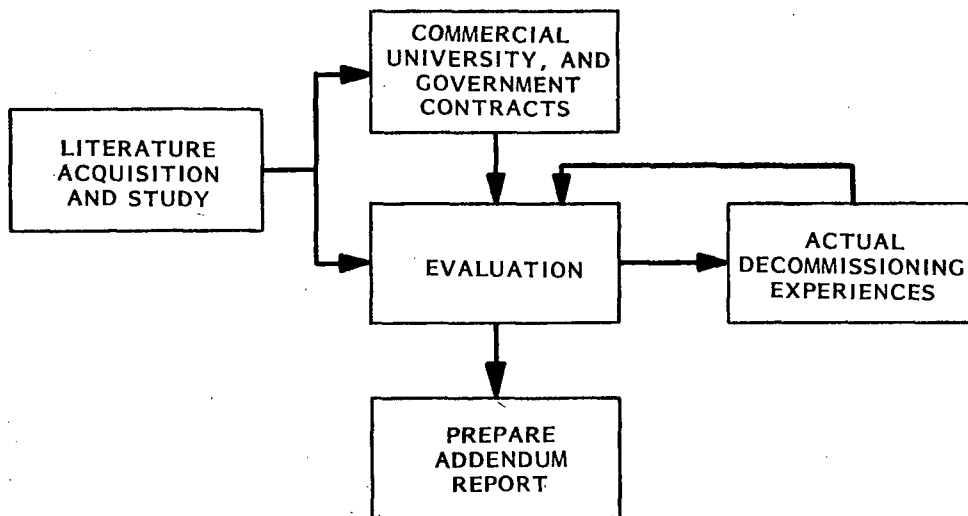 COMMERCIAL
UNIVERSITY, AND
GOVERNMENT
CONTRACTS
LITERATURE
ACQUISITION
AND STUDY
EVALUATION
ACTUAL
DECOMMISSIONING
EXPERIENCES
PREPARE
ADDENDUM
REPORT